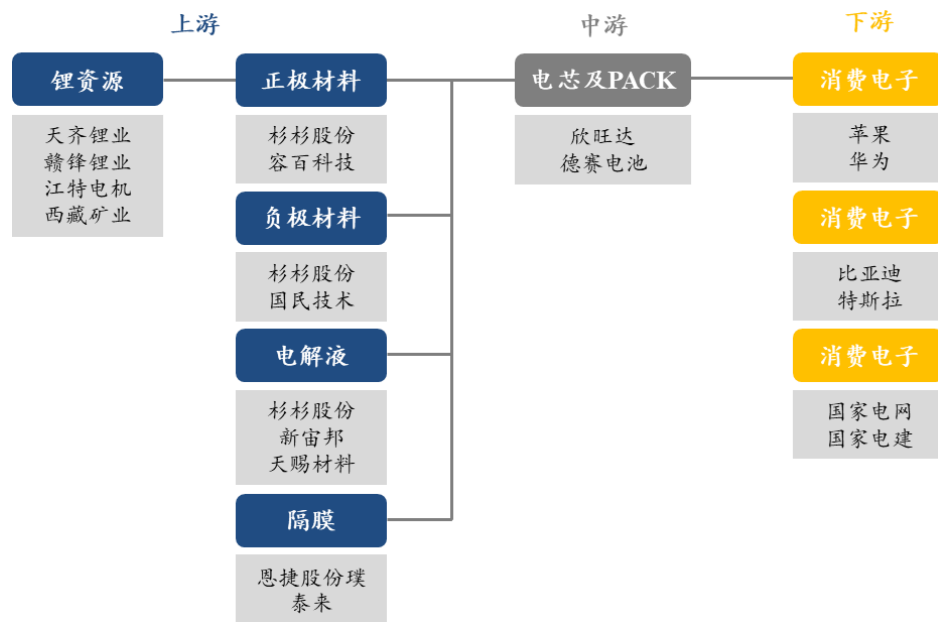 上游
中游
下游
锂资源
天齐锂业
赣锋锂业
江特电机
西藏矿业
正极材料
杉杉股份
容百科技
负极材料
杉杉股份
国民技术
电解液
杉杉股份
新宙邦
天赐材料
隔膜
恩捷股份璞
泰来
电芯及PACK
欣旺达
德赛电池
消费电子
苹果
华为
消费电子
比亚迪
特斯拉
消费电子
国家电网
国家电建